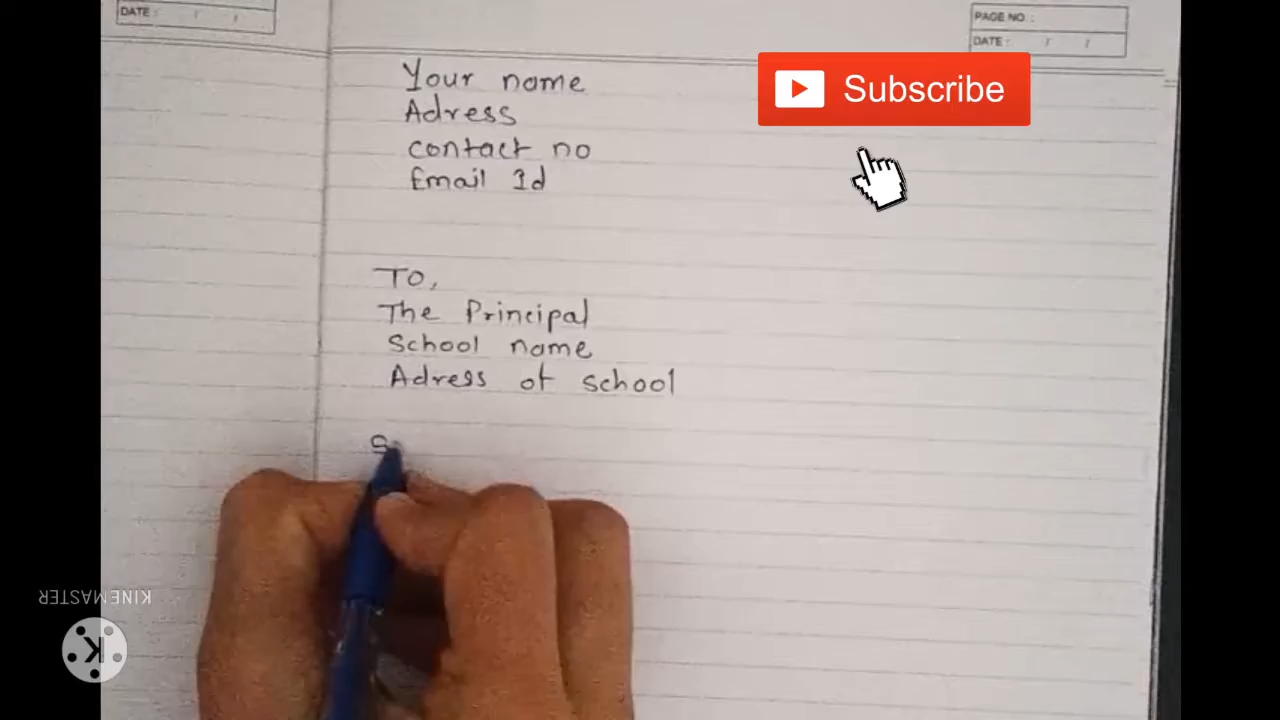 DATE : / /
PAGE NO. :
DATE : / /
Your name
Adress
contact no
Email Id
Subscribe
To,
The Principal
School name
Adress of school
S
KINEMASTER
K